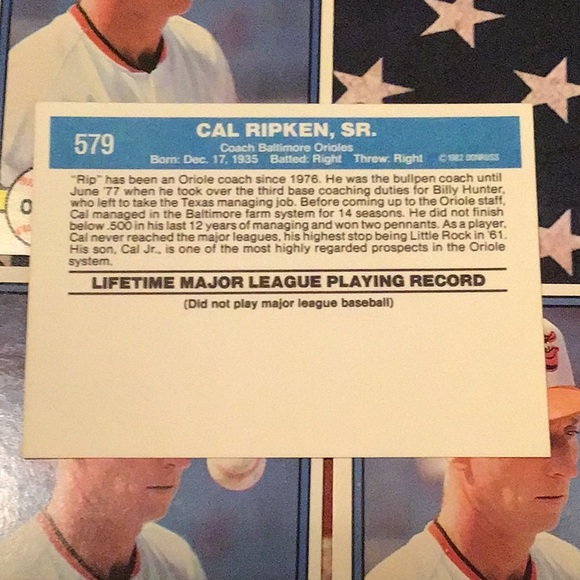 579
CAL RIPKEN, SR.
Coach Baltimore Orioles
Born: Dec. 17, 1935 Batted: Right Threw: Right © 1982 DONRUSS
"Rip" has been an Oriole coach since 1976. He was the bullpen coach until
June '77 when he took over the third base coaching duties for Billy Hunter,
who left to take the Texas managing job. Before coming up to the Oriole staff,
Cal managed in the Baltimore farm system for 14 seasons. He did not finish
below .500 in his last 12 years of managing and won two pennants. As a player,
Cal never reached the major leagues, his highest stop being Little Rock in '61.
His son, Cal Jr., is one of the most highly regarded prospects in the Oriole
system.
LIFETIME MAJOR LEAGUE PLAYING RECORD
(Did not play major league baseball)